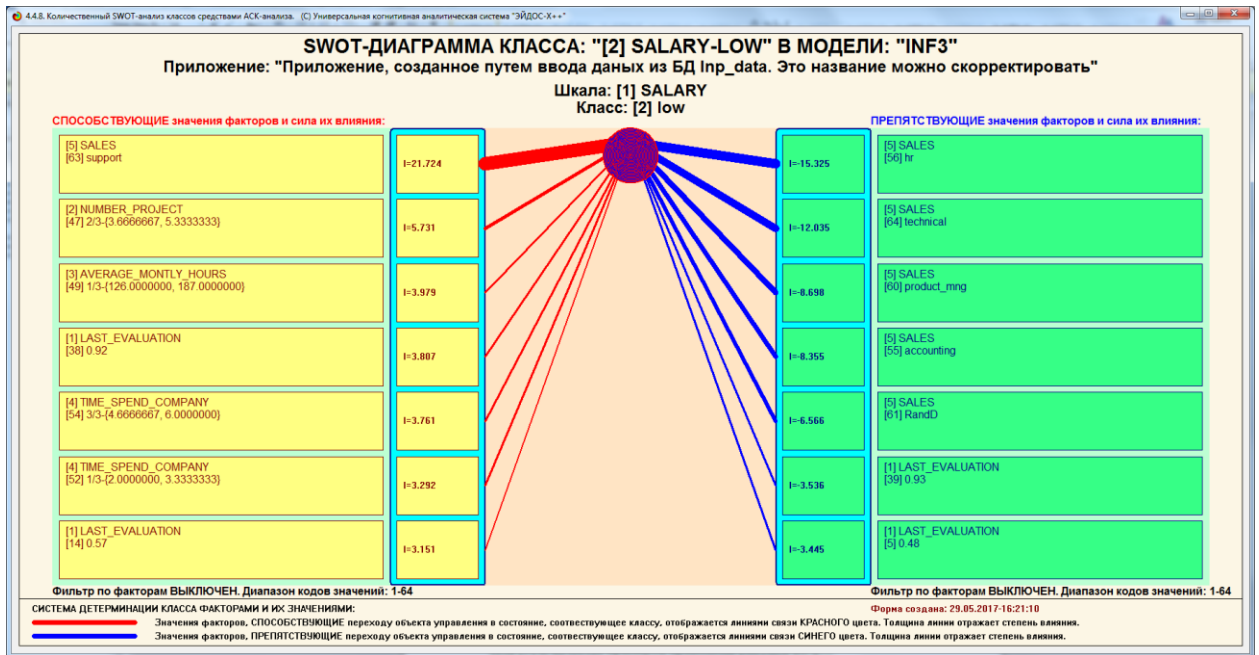 4.4.8. Количественный SWOT-анализ классов средствами АСК-анализа. (C) Универсальная когнитивная аналитическая система "ЭЙДОС-X++"
SWOT-ДИАГРАММА КЛАССА: "[2] SALARY-LOW" В МОДЕЛИ: "INF3"
Приложение: "Приложение, созданное путем ввода даных из БД Inp_data. Это название можно скорректировать"
Шкала: [1] SALARY
Класс: [2] low
СПОСОБСТВУЮЩИЕ значения факторов и сила их влияния:
[5] SALES
[63] support
I=21.724
[2] NUMBER_PROJECT
[47] 2/3-{3.6666667, 5.3333333}
I=5.731
[3] AVERAGE_MONTLY_HOURS
[49] 1/3-{126.0000000, 187.0000000}
I=3.979
[1] LAST_EVALUATION
[38] 0.92
I=3.807
[4] TIME_SPEND_COMPANY
[54] 3/3-{4.6666667, 6.0000000}
I=3.761
[4] TIME_SPEND_COMPANY
[52] 1/3-{2.0000000, 3.3333333}
I=3.292
[1] LAST_EVALUATION
[14] 0.57
I=3.151
Фильтр по факторам ВЫКЛЮЧЕН. Диапазон кодов значений: 1-64
ПРЕПЯТСТВУЮЩИЕ значения факторов и сила их влияния:
I=-15.325
[5] SALES
[56] hr
I=-12.035
[5] SALES
[64] technical
I=-8.698
[5] SALES
[60] product_mng
I=-8.355
[5] SALES
[55] accounting
I=-6.566
[5] SALES
[61] RandD
I=-3.536
[1] LAST_EVALUATION
[39] 0.93
I=-3.445
[1] LAST_EVALUATION
[5] 0.48
Фильтр по факторам ВЫКЛЮЧЕН. Диапазон кодов значений: 1-64
СИСТЕМА ДЕТЕРМИНАЦИИ КЛАССА ФАКТОРАМИ И ИХ ЗНАЧЕНИЯМИ:
Форма создана: 29.05.2017-16:21:10
Значения факторов, СПОСОБСТВУЮЩИЕ переходу объекта управления в состояние, соотвествующее классу, отображается линиями связи КРАСНОГО цвета. Толщина линии отражает степень влияния.
Значения факторов, ПРЕПЯТСТВУЮЩИЕ переходу объекта управления в состояние, соотвествующее классу, отображается линиями связи СИНЕГО цвета. Толщина линии отражает степень влияния.